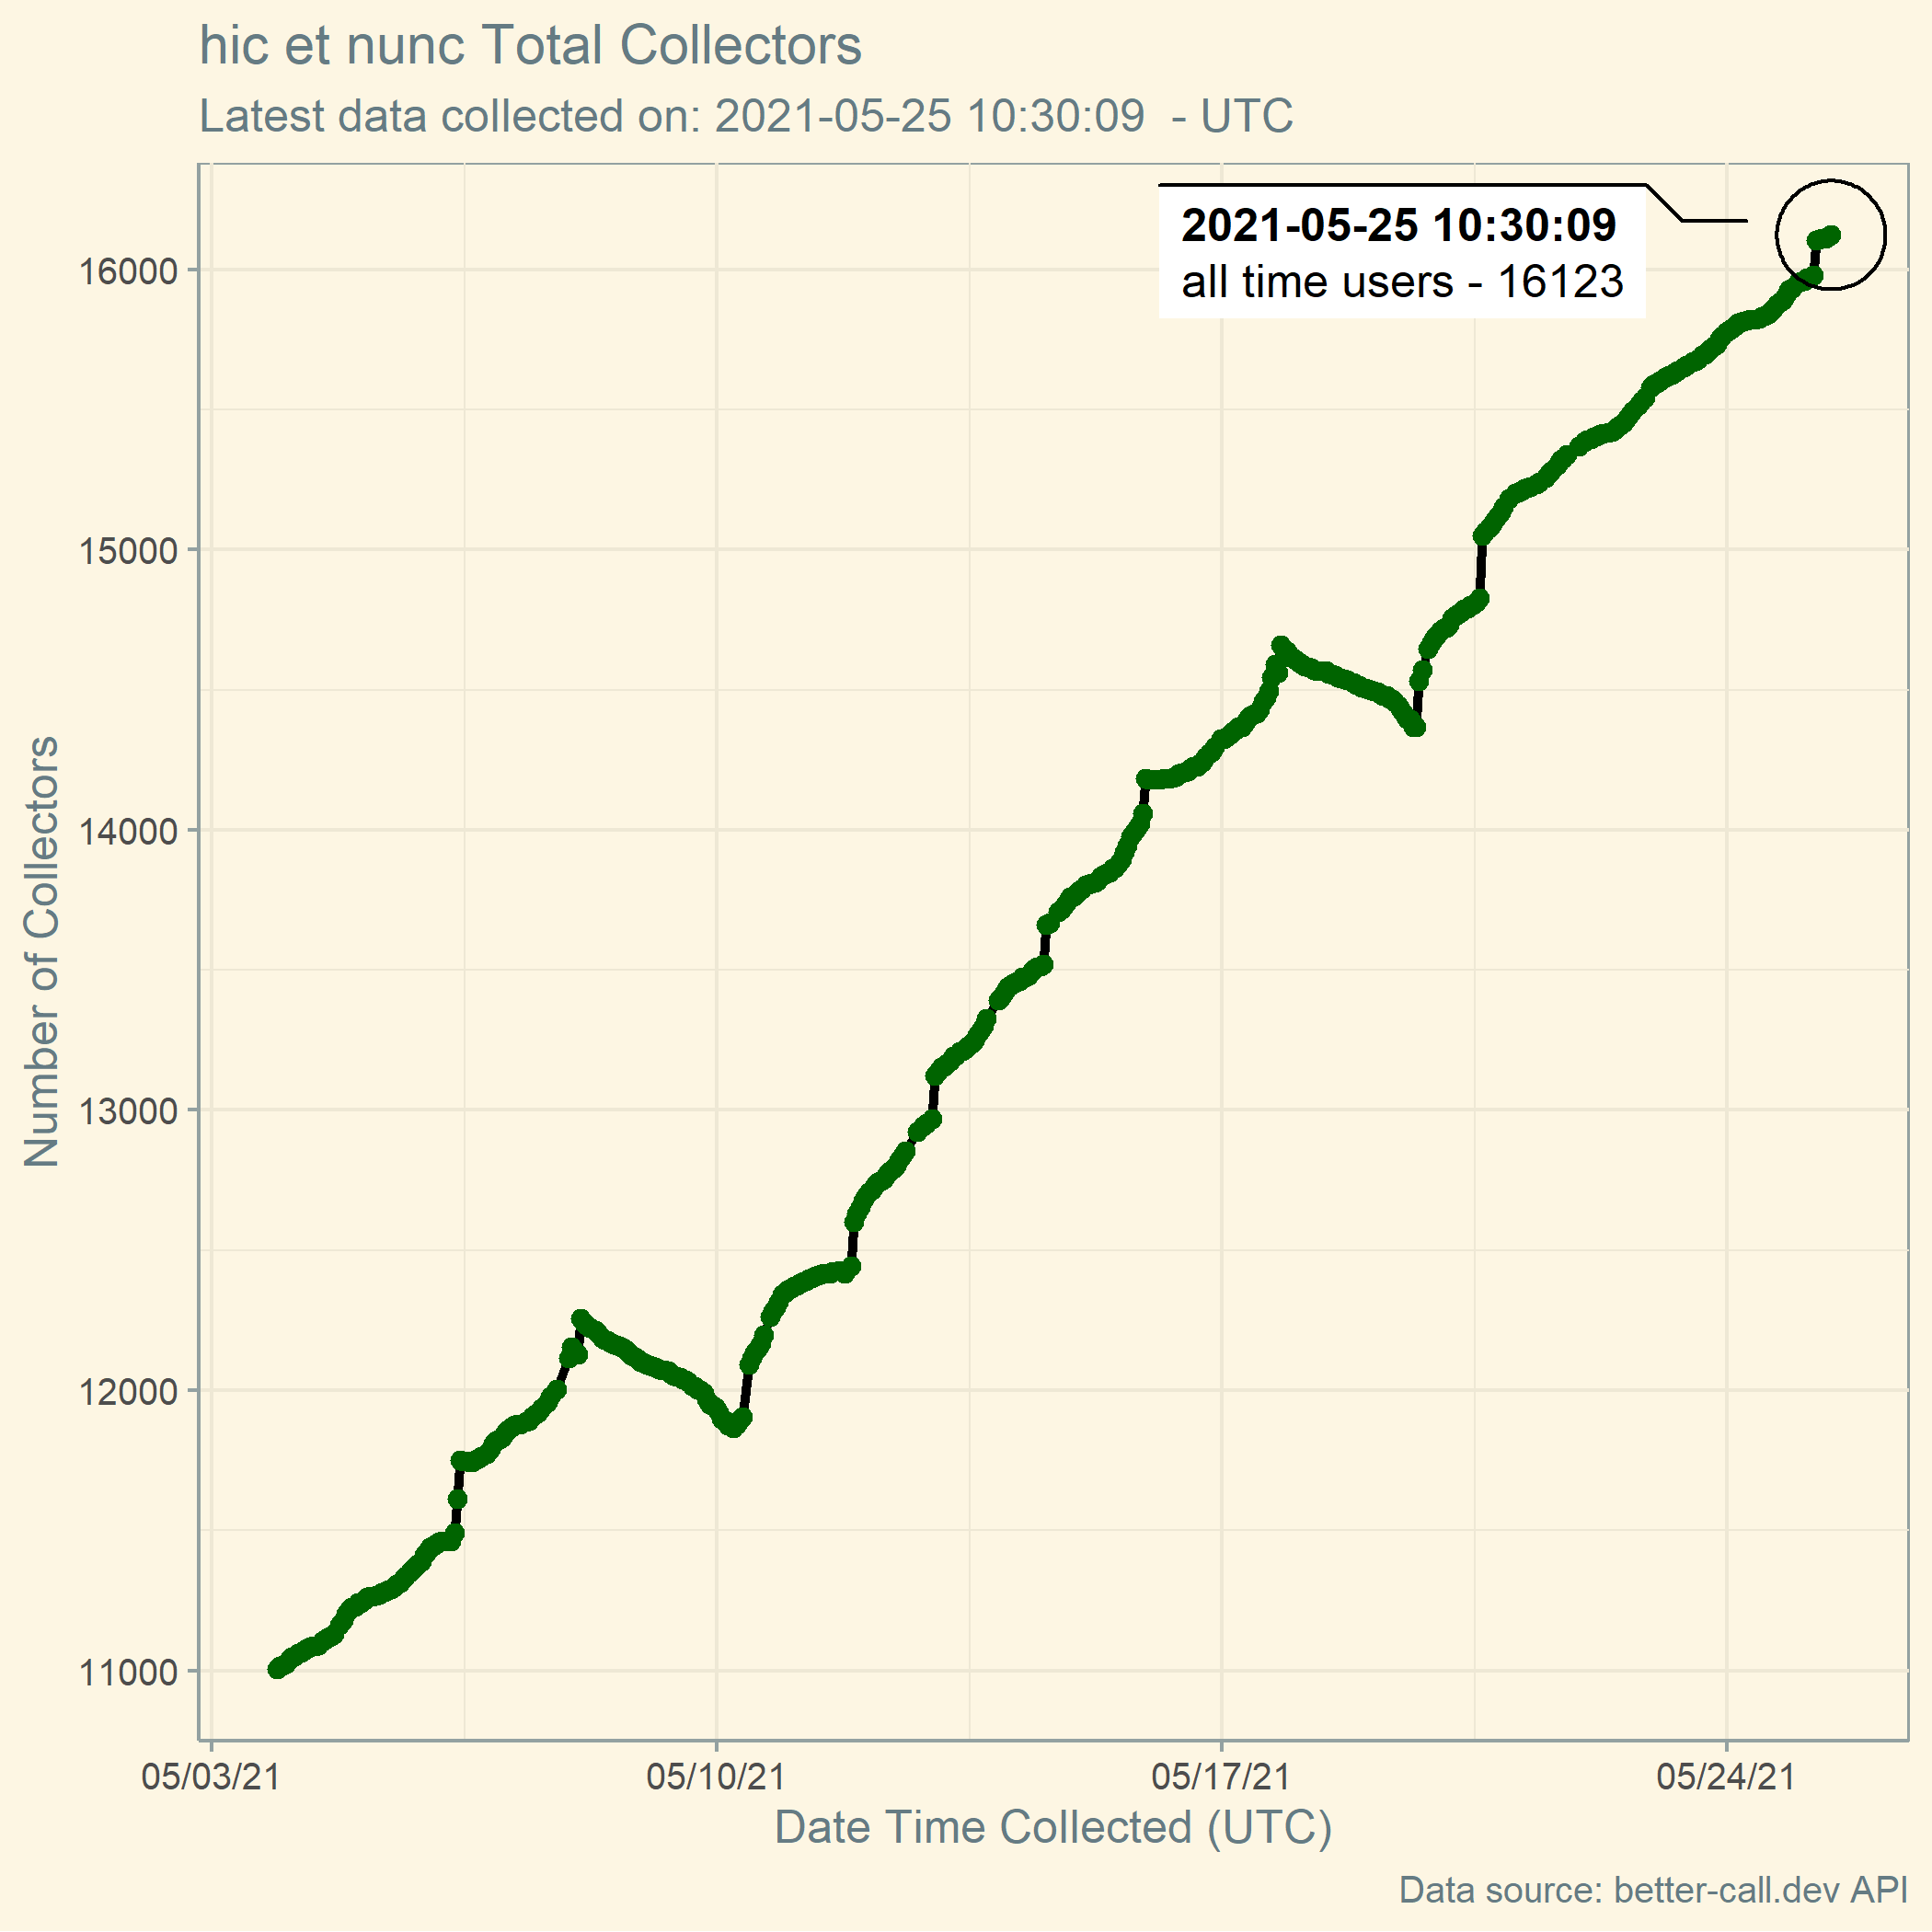 hic et nunc Total Collectors
Latest data collected on: 2021-05-25 10:30:09  - UTC
2021-05-25 10:30:09
all time users - 16123
16000
15000
14000
13000
12000
11000
Number of Collectors
05/03/21 05/10/21 05/17/21 05/24/21
Date Time Collected (UTC)
Data source: better-call.dev API